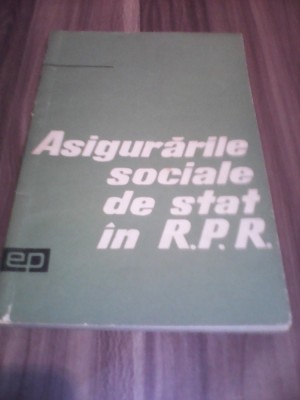 Asigurările
sociale
de stat
în R.P.R.
ep